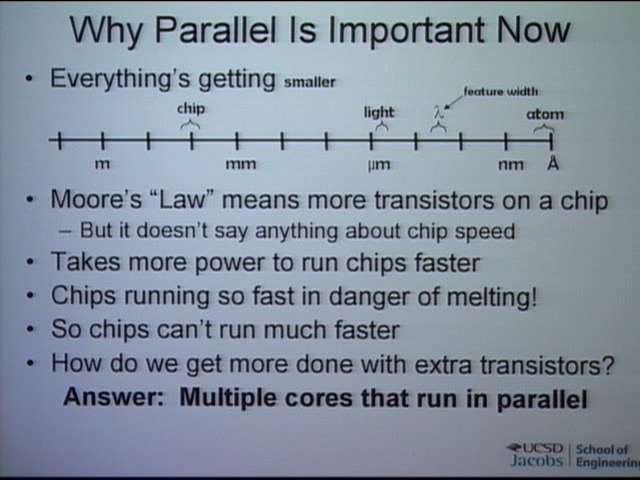 Why Parallel Is Important Now
• Everything's getting smaller
feature width
chip light λ atom
m mm μm nm Å
• Moore's "Law" means more transistors on a chip
– But it doesn't say anything about chip speed
• Takes more power to run chips faster
• Chips running so fast in danger of melting!
• So chips can't run much faster
• How do we get more done with extra transistors?
Answer: Multiple cores that run in parallel
UCSD School of
Jacobs Engineering